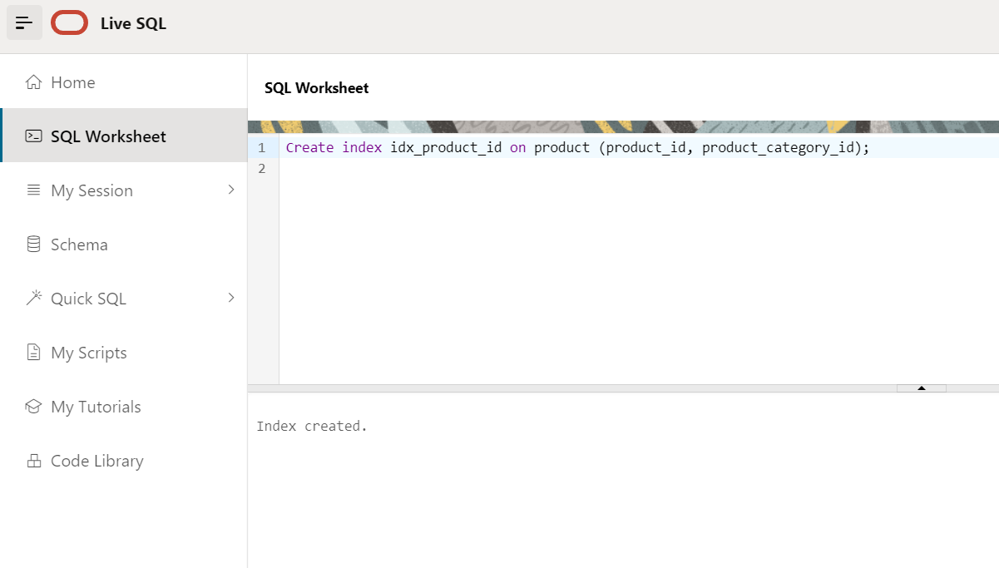 Live SQL
Home
SQL Worksheet
My Session
Schema
Quick SQL
My Scripts
My Tutorials
Code Library
SQL Worksheet
1 Create index idx_product_id on product (product_id, product_category_id);
2
Index created.